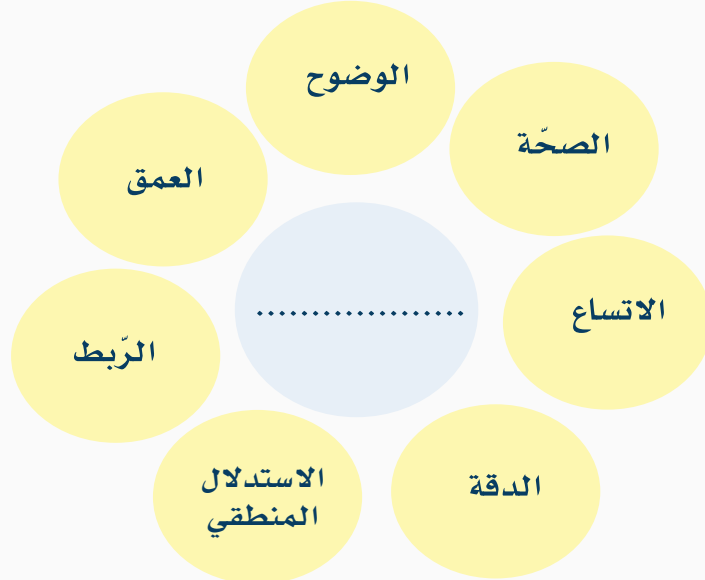 الوضوح
الصحّة
العمق
الاتساع
...................
الرّبط
الاستدلال
المنطقي
الدقة